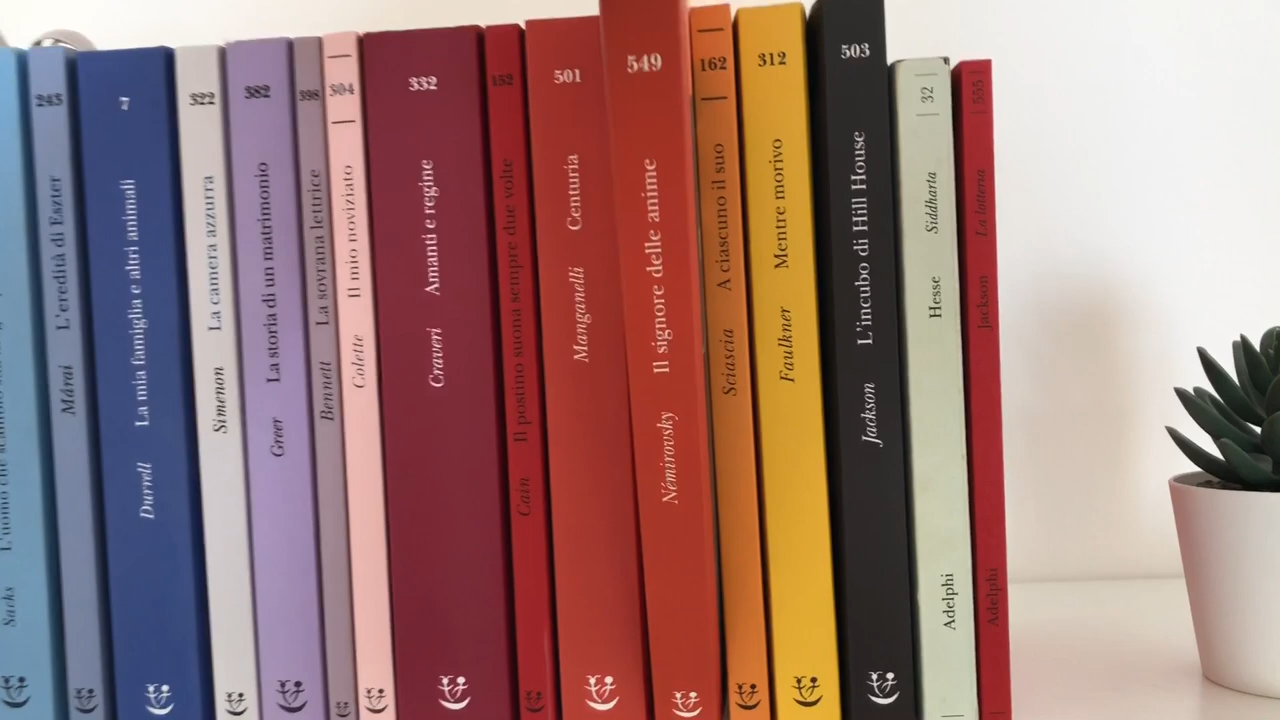 Sacks L'uomo che
243 L'eredità di Eszter Márai
7 La mia famiglia e altri animali Durrell
322 La camera azzurra Simenon
382 La storia di un matrimonio Greer
398 La sovrana lettrice Bennett
304 Il mio noviziato Colette
332 Amanti e regine Craveri
152 Il postino suona sempre due volte Cain
501 Centuria Manganelli
549 Il signore delle anime Némirovsky
162 A ciascuno il suo Sciascia
312 Mentre morivo Faulkner
503 L'incubo di Hill House Jackson
32 Siddharta Hesse Adelphi
555 La lotteria Jackson Adelphi